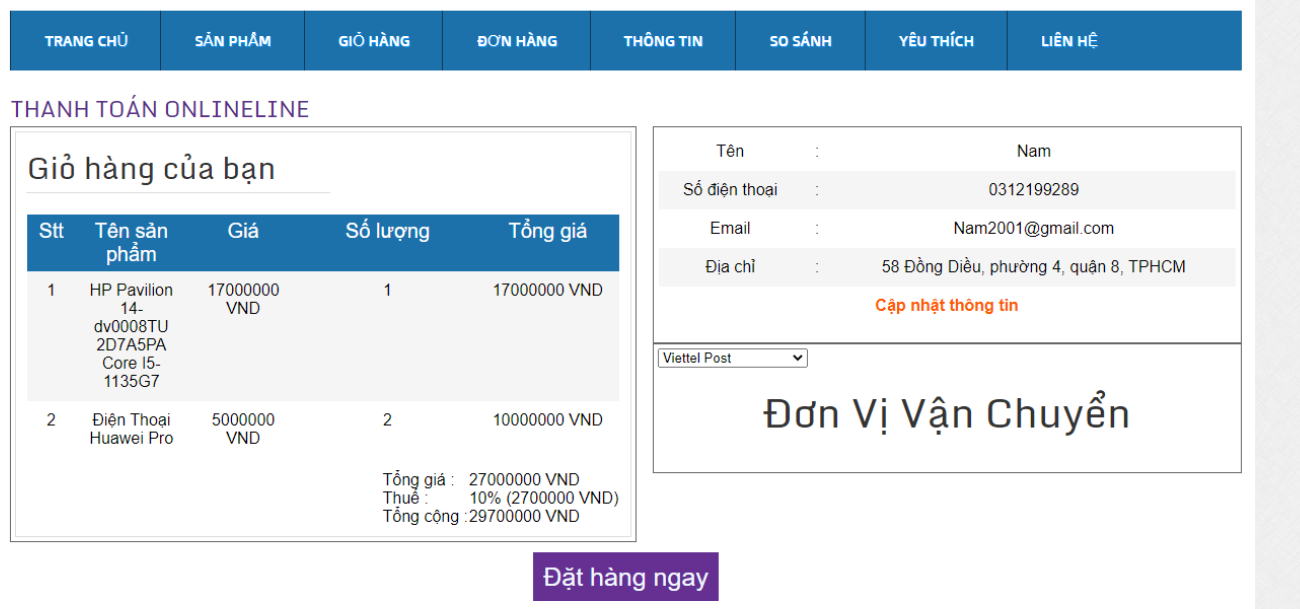 TRANG CHỦ SẢN PHẨM GIỎ HÀNG ĐƠN HÀNG THÔNG TIN SO SÁNH YÊU THÍCH LIÊN HỆ
THANH TOÁN ONLINELINE
Giỏ hàng của bạn
Stt Tên sản phẩm Giá Số lượng Tổng giá
1 HP Pavilion 17000000 1 17000000 VND
14- VND
dv0008TU
2D7A5PA
Core I5-
1135G7
2 Điện Thoại 5000000 2 10000000 VND
Huawei Pro VND
Tổng giá : 27000000 VND
Thuế : 10% (2700000 VND)
Tổng cộng :29700000 VND
Tên : Nam
Số điện thoại : 0312199289
Email : Nam2001@gmail.com
Địa chỉ : 58 Đồng Diều, phường 4, quận 8, TPHCM
Cập nhật thông tin
Viettel Post
Đơn Vị Vận Chuyển
Đặt hàng ngay